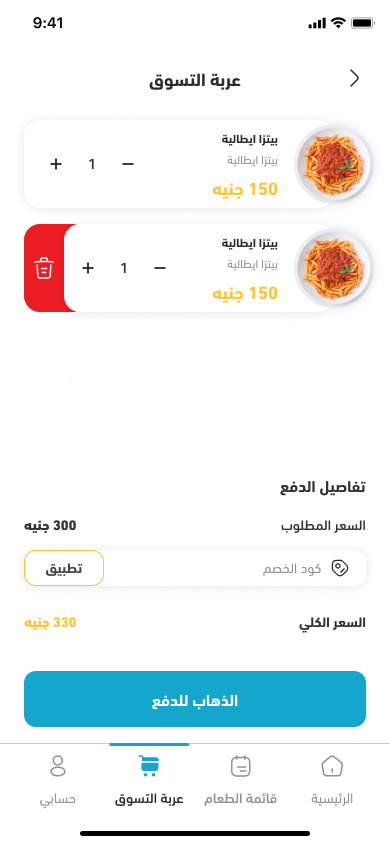 9:41
عربة التسوق
بيتزا ايطالية
بيتزا ايطالية
150 جنيه
1
بيتزا ايطالية
بيتزا ايطالية
150 جنيه
1
تفاصيل الدفع
السعر المطلوب 300 جنيه
كود الخصم تطبيق
السعر الكلي 330 جنيه
الذهاب للدفع
الرئيسية قائمة الطعام عربة التسوق حسابي